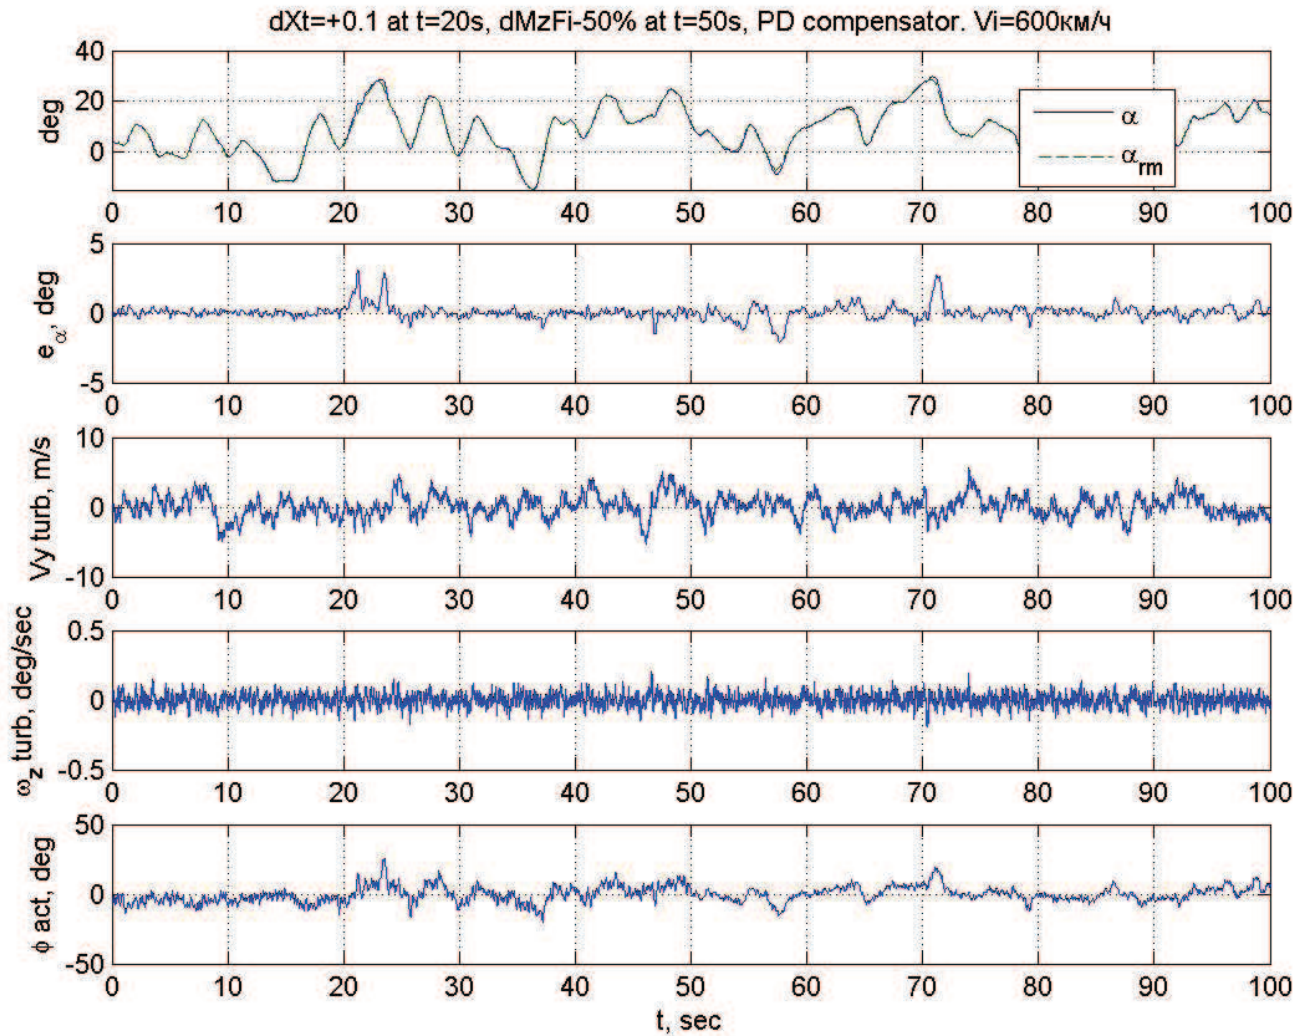 dXt=+0.1 at t=20s, dMzFi-50% at t=50s, PD compensator. Vi=600км/ч
40
20
0
deg
α
α_rm
0 10 20 30 40 50 60 70 80 90 100
5
0
-5
e_α, deg
0 10 20 30 40 50 60 70 80 90 100
10
0
-10
Vy turb, m/s
0 10 20 30 40 50 60 70 80 90 100
0.5
0
-0.5
ω_z turb, deg/sec
0 10 20 30 40 50 60 70 80 90 100
50
0
-50
ϕ act, deg
0 10 20 30 40 50 60 70 80 90 100
t, sec